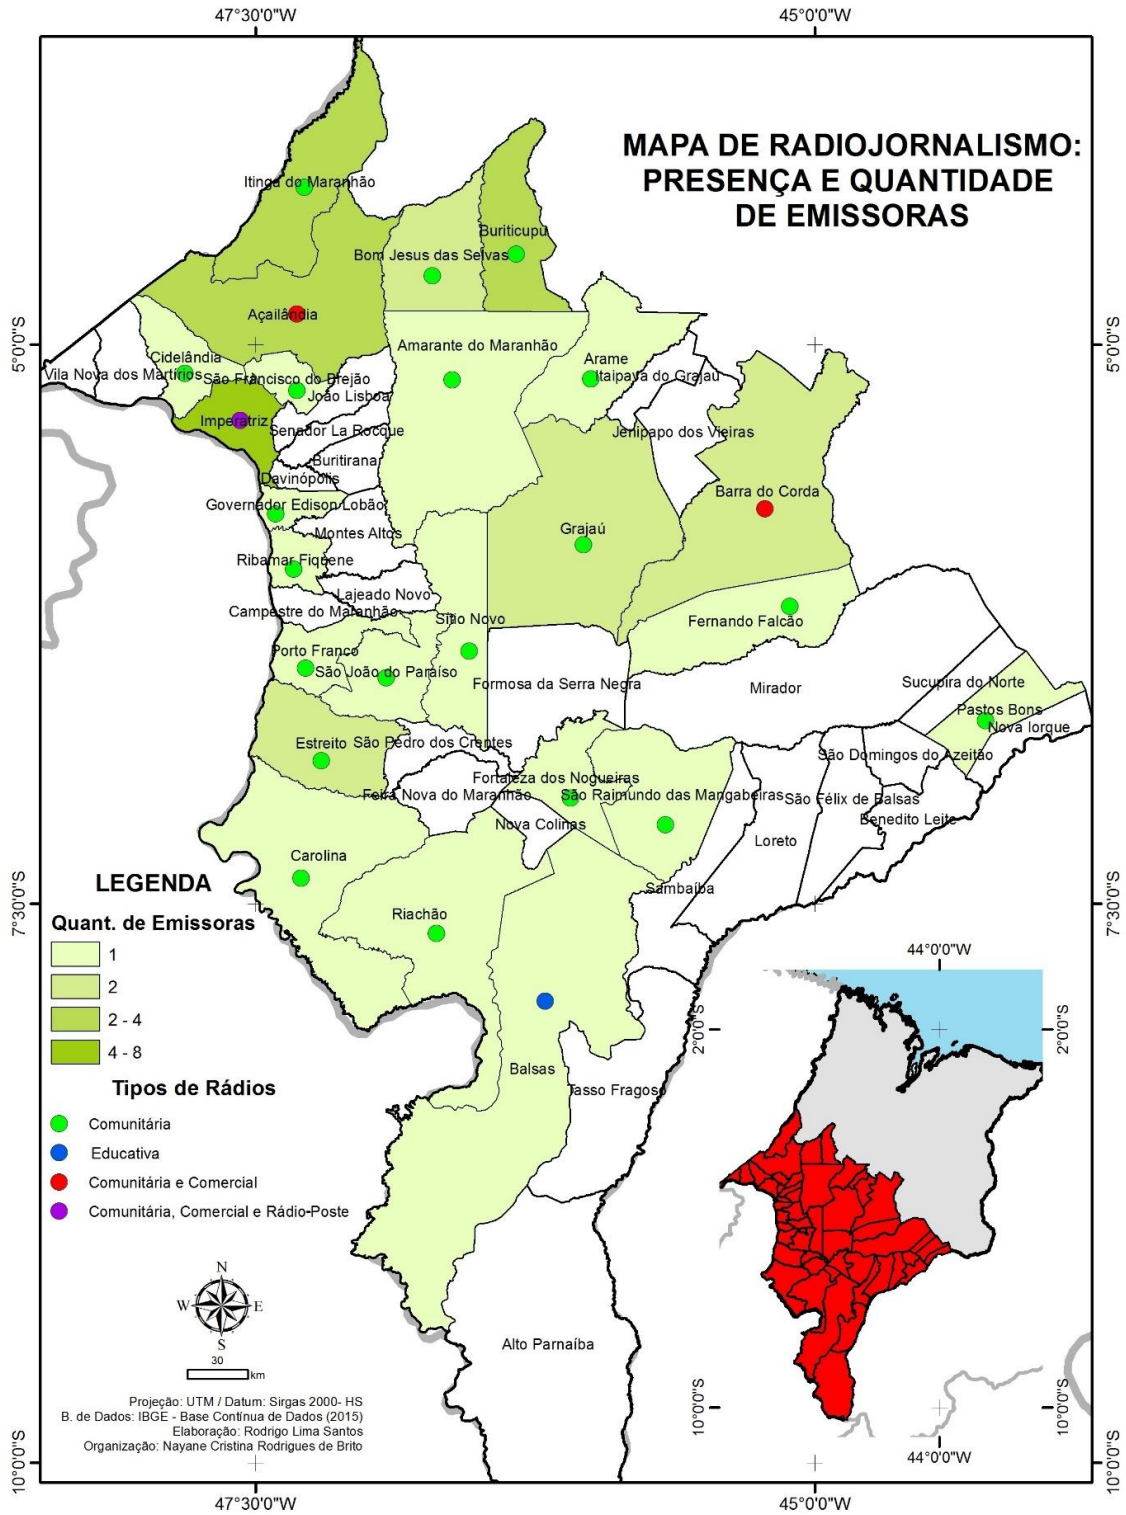 47°30'0"W
45°0'0"W
MAPA DE RADIOJORNALISMO:
PRESENÇA E QUANTIDADE
DE EMISSORAS
Itinga do Maranhão
Buriticupu
Bom Jesus das Selvas
Açailândia
5°0'0"S
5°0'0"S
Amarante do Maranhão
Cidelândia
Arame
Vila Nova dos Martírios
São Francisco do Brejão
Itaipava do Grajaú
João Lisboa
Imperatriz
Senador La Rocque
Jenipapo dos Vieiras
Buritirana
Davinópolis
Barra do Corda
Governador Edison Lobão
Grajaú
Montes Altos
Ribamar Fiquene
Lajeado Novo
Campestre do Maranhão
Sítio Novo
Fernando Falcão
Porto Franco
São João do Paraíso
Formosa da Serra Negra
Mirador
Sucupira do Norte
Pastos Bons
Nova Iorque
Estreito
São Pedro dos Crentes
São Domingos do Azeitão
Fortaleza dos Nogueiras
Feira Nova do Maranhão
São Raimundo das Mangabeiras
São Félix de Balsas
Nova Colinas
Benedito Leite
Loreto
Carolina
Sambaíba
Riachão
7°30'0"S
7°30'0"S
Balsas
Tasso Fragoso
Alto Parnaíba
LEGENDA
Quant. de Emissoras
1
2
2 - 4
4 - 8
Tipos de Rádios
Comunitária
Educativa
Comunitária e Comercial
Comunitária, Comercial e Rádio-Poste
44°0'0"W
2°0'0"S
2°0'0"S
10°0'0"S
10°0'0"S
44°0'0"W
N
W
E
S
30
km
Projeção: UTM / Datum: Sirgas 2000- HS
B. de Dados: IBGE - Base Contínua de Dados (2015)
Elaboração: Rodrigo Lima Santos
Organização: Nayane Cristina Rodrigues de Brito
10°0'0"S
10°0'0"S
47°30'0"W
45°0'0"W